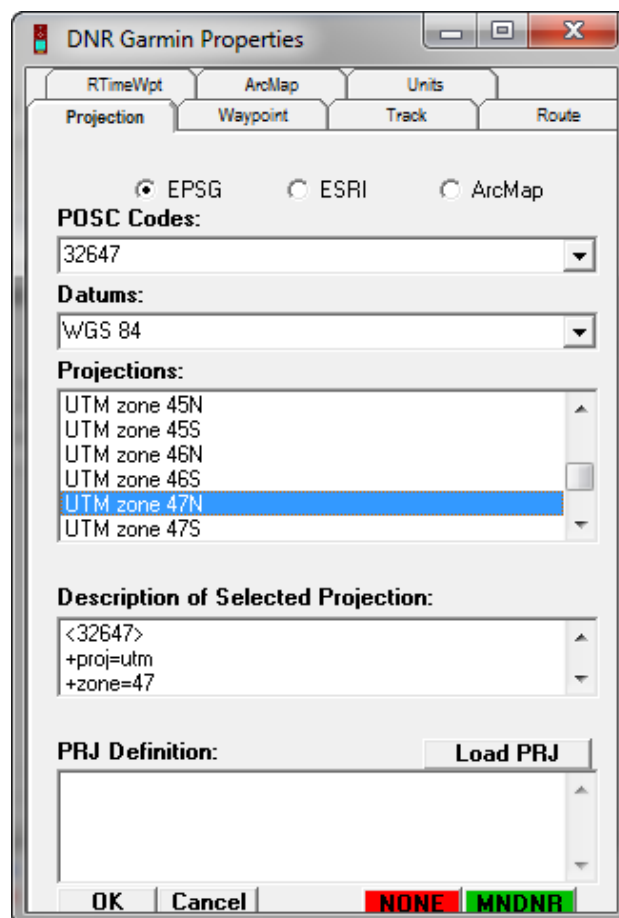 DNR Garmin Properties
RTimeWpt ArcMap Units
Projection Waypoint Track Route
EPSG ESRI ArcMap
POSC Codes:
32647
Datums:
WGS 84
Projections:
UTM zone 45N
UTM zone 45S
UTM zone 46N
UTM zone 46S
UTM zone 47N
UTM zone 47S
Description of Selected Projection:
<32647>
+proj=utm
+zone=47
PRJ Definition: Load PRJ
OK Cancel NONE MNDNR